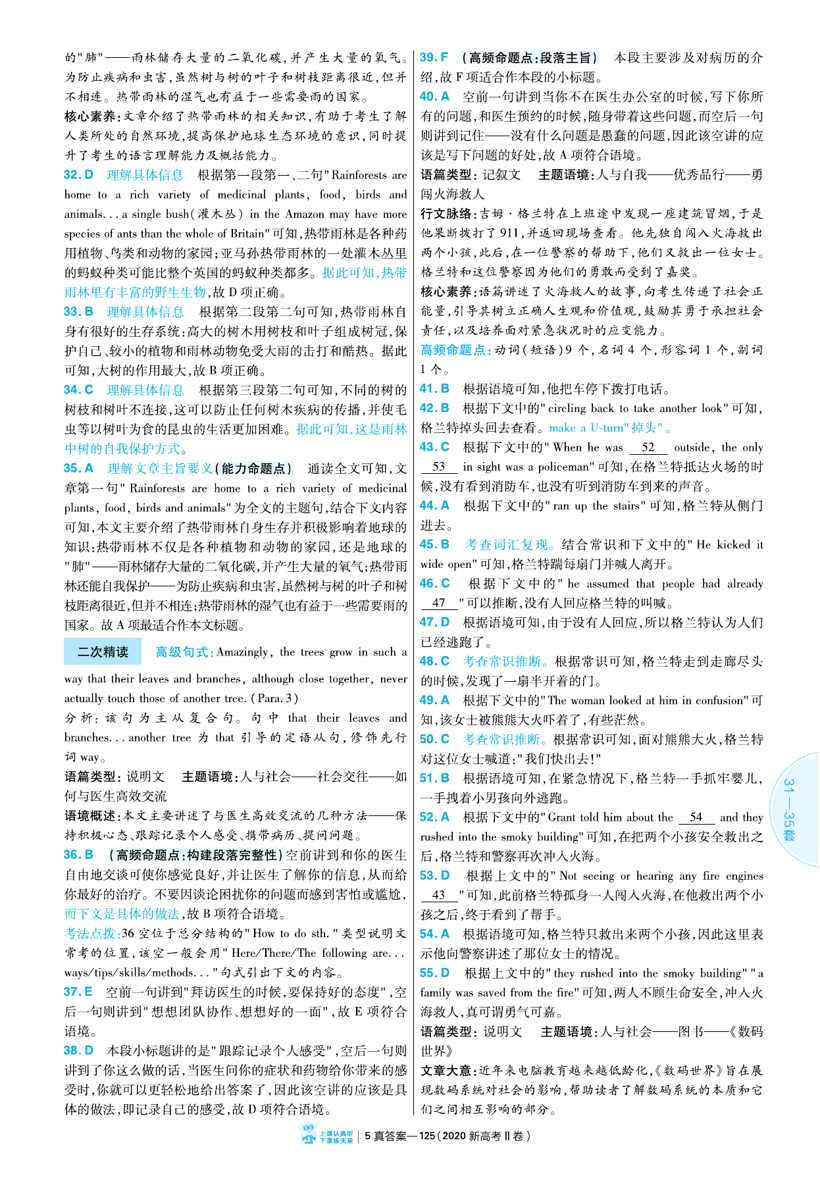 的"肺"——雨林储存大量的二氧化碳,并产生大量的氧气。
为防止疾病和虫害,虽然树与树的叶子和树枝距离很近,但并
不相连。热带雨林的湿气也有益于一些需要雨的国家。
核心素养:文章介绍了热带雨林的相关知识,有助于考生了解
人类所处的自然环境,提高保护地球生态环境的意识,同时提
升了考生的语言理解能力及概括能力。
32. D 理解具体信息 根据第一段第一、二句"Rainforests are
home to a rich variety of medicinal plants, food, birds and
animals...a single bush(灌木丛) in the Amazon may have more
species of ants than the whole of Britain"可知,热带雨林是各种药
用植物、鸟类和动物的家园;亚马孙热带雨林的一处灌木丛里
的蚂蚁种类可能比整个英国的蚂蚁种类都多。据此可知,热带
雨林里有丰富的野生生物,故 D 项正确。
33. B 理解具体信息 根据第二段第二句可知,热带雨林自
身有很好的生存系统:高大的树木用树枝和叶子组成树冠,保
护自己、较小的植物和雨林动物免受大雨的击打和酷热。据此
可知,大树的作用最大,故 B 项正确。
34. C 理解具体信息 根据第三段第二句可知,不同的树的
树枝和树叶不连接,这可以防止任何树木疾病的传播,并使毛
虫等以树叶为食的昆虫的生活更加困难。据此可知,这是雨林
中树的自我保护方式。
35. A 理解文章主旨要义(能力命题点) 通读全文可知,文
章第一句" Rainforests are home to a rich variety of medicinal
plants, food, birds and animals"为全文的主题句,结合下文内容
可知,本文主要介绍了热带雨林自身生存并积极影响着地球的
知识:热带雨林不仅是各种植物和动物的家园,还是地球的
"肺"——雨林储存大量的二氧化碳,并产生大量的氧气;热带雨
林还能自我保护——为防止疾病和虫害,虽然树与树的叶子和树
枝距离很近,但并不相连;热带雨林的湿气也有益于一些需要雨的
国家。故 A 项最适合作本文标题。
二次精读 高级句式:Amazingly, the trees grow in such a
way that their leaves and branches, although close together, never
actually touch those of another tree. (Para. 3)
分析:该句为主从复合句。句中 that their leaves and
branches...another tree 为 that 引导的定语从句,修饰先行
词 way。
语篇类型: 说明文 主题语境:人与社会——社会交往——如
何与医生高效交流
语境概述:本文主要讲述了与医生高效交流的几种方法——保
持积极心态、跟踪记录个人感受、携带病历、提问问题。
36. B (高频命题点:构建段落完整性) 空前讲到和你的医生
自由地交谈可使你感觉良好,并让医生了解你的信息,从而给
你最好的治疗。不要因谈论困扰你的问题而感到害怕或尴尬,
而下文是具体的做法,故 B 项符合语境。
考法点拨:36 空位于总分结构的"How to do sth. "类型说明文
常考的位置,该空一般会用" Here/There/The following are...
ways/tips/skills/methods... "句式引出下文的内容。
37. E 空前一句讲到"拜访医生的时候,要保持好的态度",空
后一句则讲到"想想团队协作、想想好的一面",故 E 项符合
语境。
38. D 本段小标题讲的是"跟踪记录个人感受",空后一句则
讲到了你这么做的话,当医生问你的症状和药物给你带来的感
受时,你就可以更轻松地给出答案了,因此该空讲的应该是具
体的做法,即记录自己的感受,故 D 项符合语境。
39. F (高频命题点:段落主旨) 本段主要涉及对病历的介
绍,故 F 项适合作本段的小标题。
40. A 空前一句讲到当你不在医生办公室的时候,写下你所
有的问题,和医生预约的时候,随身带着这些问题,而空后一句
则讲到记住——没有什么问题是愚蠢的问题,因此该空讲的应
该是写下问题的好处,故 A 项符合语境。
语篇类型: 记叙文 主题语境:人与自我——优秀品行——勇
闯火海救人
行文脉络:吉姆·格兰特在上班途中发现一座建筑冒烟,于是
他果断拨打了 911,并返回现场查看。他先独自闯入火海救出
两个小孩,此后,在一位警察的帮助下,他们又救出一位女士。
格兰特和这位警察因为他们的勇敢而受到了嘉奖。
核心素养:语篇讲述了火海救人的故事,向考生传递了社会正
能量,引导其树立正确人生观和价值观,鼓励其勇于承担社会
责任,以及培养面对紧急状况时的应变能力。
高频命题点:动词(短语)9 个,名词 4 个,形容词 1 个,副词
1 个。
41. B 根据语境可知,他把车停下拨打电话。
42. B 根据下文中的" circling back to take another look"可知,
格兰特掉头回去查看。make a U-turn"掉头"。
43. C 根据下文中的" When he was 52 outside, the only
53 in sight was a policeman"可知,在格兰特抵达火场的时
候,没有看到消防车,也没有听到消防车到来的声音。
44. A 根据下文中的"ran up the stairs"可知,格兰特从侧门
进去。
45. B 考查词汇复现。结合常识和下文中的" He kicked it
wide open"可知,格兰特踹每扇门并喊人离开。
46. C 根据下文中的" he assumed that people had already
47 "可以推断,没有人回应格兰特的叫喊。
47. D 根据语境可知,由于没有人回应,所以格兰特认为人们
已经逃跑了。
48. C 考查常识推断。根据常识可知,格兰特走到走廊尽头
的时候,发现了一扇半开着的门。
49. A 根据下文中的"The woman looked at him in confusion"可
知,该女士被熊熊大火吓着了,有些茫然。
50. C 考查常识推断。根据常识可知,面对熊熊大火,格兰特
对这位女士喊道:"我们快出去!"
51. B 根据语境可知,在紧急情况下,格兰特一手抓牢婴儿,
一手拽着小男孩向外逃跑。
52. A 根据下文中的"Grant told him about the 54 and they
rushed into the smoky building"可知,在把两个小孩安全救出之
后,格兰特和警察再次冲入火海。
53. D 根据上文中的" Not seeing or hearing any fire engines
43 "可知,此前格兰特孤身一人闯入火海,在他救出两个小
孩之后,终于看到了帮手。
54. A 根据语境可知,格兰特只救出来两个小孩,因此这里表
示他向警察讲述了那位女士的情况。
55. D 根据上文中的"they rushed into the smoky building" "a
family was saved from the fire"可知,两人不顾生命安全,冲入火
海救人,真可谓勇气可嘉。
语篇类型: 说明文 主题语境:人与社会——图书——《数码
世界》
文章大意:近年来电脑教育越来越低龄化,《数码世界》旨在展
现数码系统对社会的影响,帮助读者了解数码系统的本质和它
们之间相互影响的部分。
31—35套
上课认真听
下课练天星
5 真答案—125(2020 新高考Ⅱ卷)